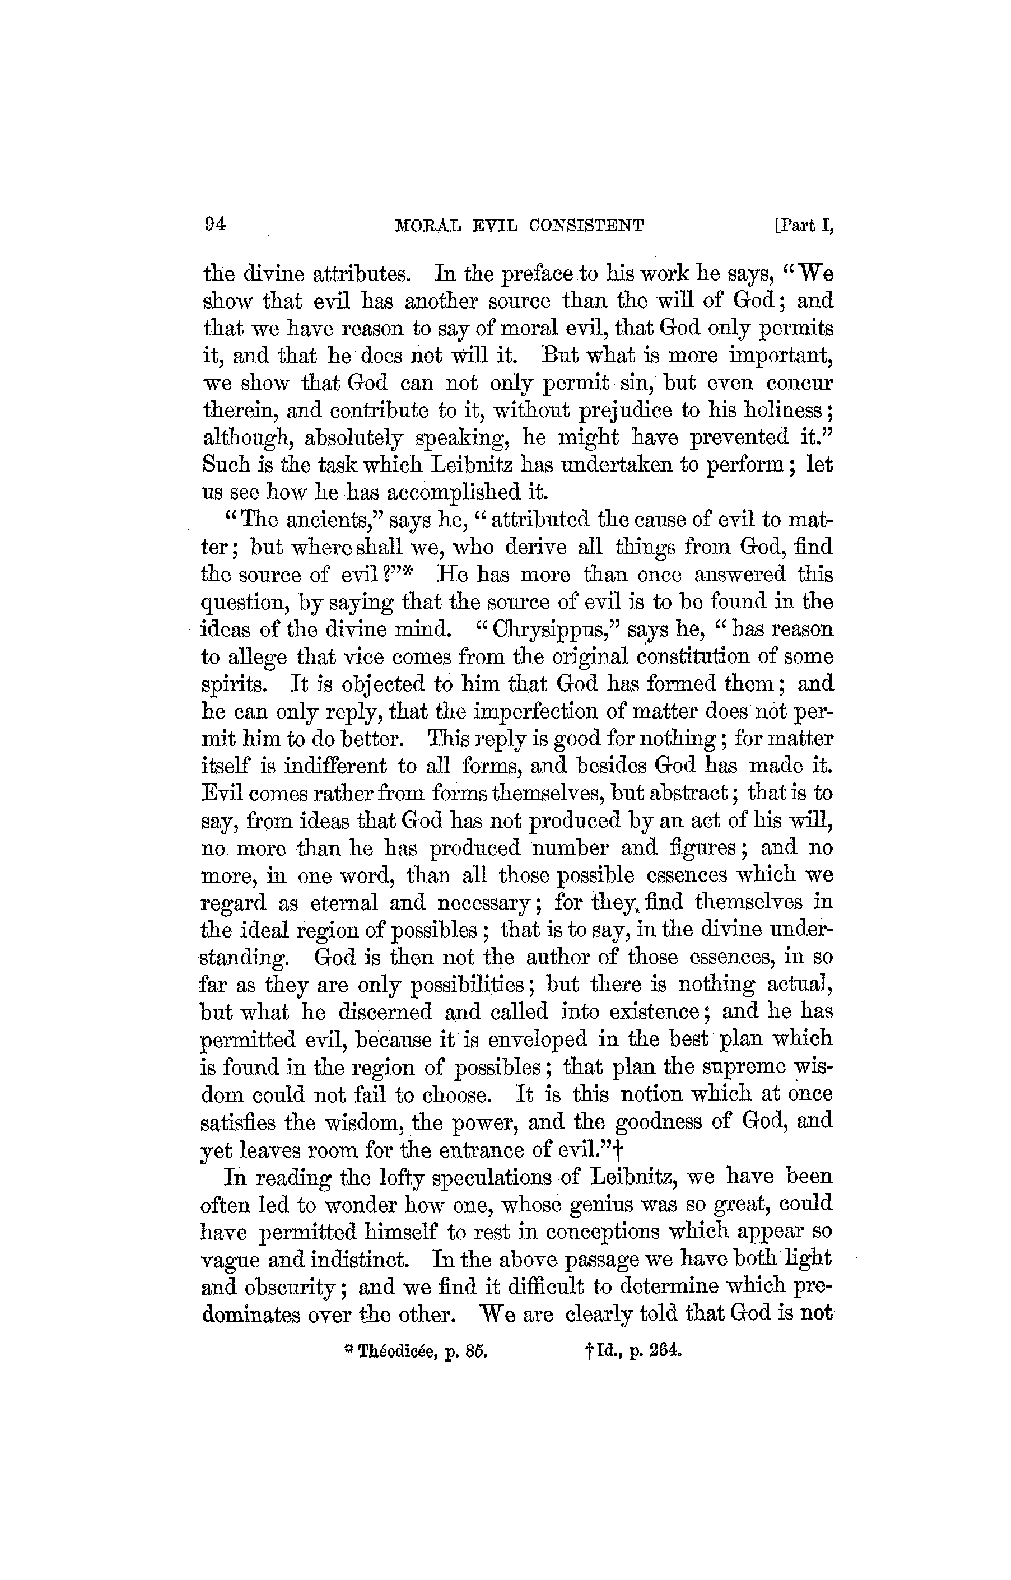 94 MORAL EVIL CONSISTENT [Part I,
the divine attributes. In the preface to his work he says, “We
show that evil has another source than the will of God; and
that we have reason to say of moral evil, that God only permits
it, and that he does not will it. But what is more important,
we show that God can not only permit sin, but even concur
therein, and contribute to it, without prejudice to his holiness;
although, absolutely speaking, he might have prevented it.”
Such is the task which Leibnitz has undertaken to perform; let
us see how he has accomplished it.
“The ancients,” says he, “attributed the cause of evil to mat-
ter; but where shall we, who derive all things from God, find
the source of evil?”* He has more than once answered this
question, by saying that the source of evil is to be found in the
ideas of the divine mind. “Chrysippus,” says he, “has reason
to allege that vice comes from the original constitution of some
spirits. It is objected to him that God has formed them; and
he can only reply, that the imperfection of matter does not per-
mit him to do better. This reply is good for nothing; for matter
itself is indifferent to all forms, and besides God has made it.
Evil comes rather from forms themselves, but abstract; that is to
say, from ideas that God has not produced by an act of his will,
no more than he has produced number and figures; and no
more, in one word, than all those possible essences which we
regard as eternal and necessary; for they find themselves in
the ideal region of possibles; that is to say, in the divine under-
standing. God is then not the author of those essences, in so
far as they are only possibilities; but there is nothing actual,
but what he discerned and called into existence; and he has
permitted evil, because it is enveloped in the best plan which
is found in the region of possibles; that plan the supreme wis-
dom could not fail to choose. It is this notion which at once
satisfies the wisdom, the power, and the goodness of God, and
yet leaves room for the entrance of evil.”†
In reading the lofty speculations of Leibnitz, we have been
often led to wonder how one, whose genius was so great, could
have permitted himself to rest in conceptions which appear so
vague and indistinct. In the above passage we have both light
and obscurity; and we find it difficult to determine which pre-
dominates over the other. We are clearly told that God is not
* Théodicée, p. 85. † Id., p. 264.